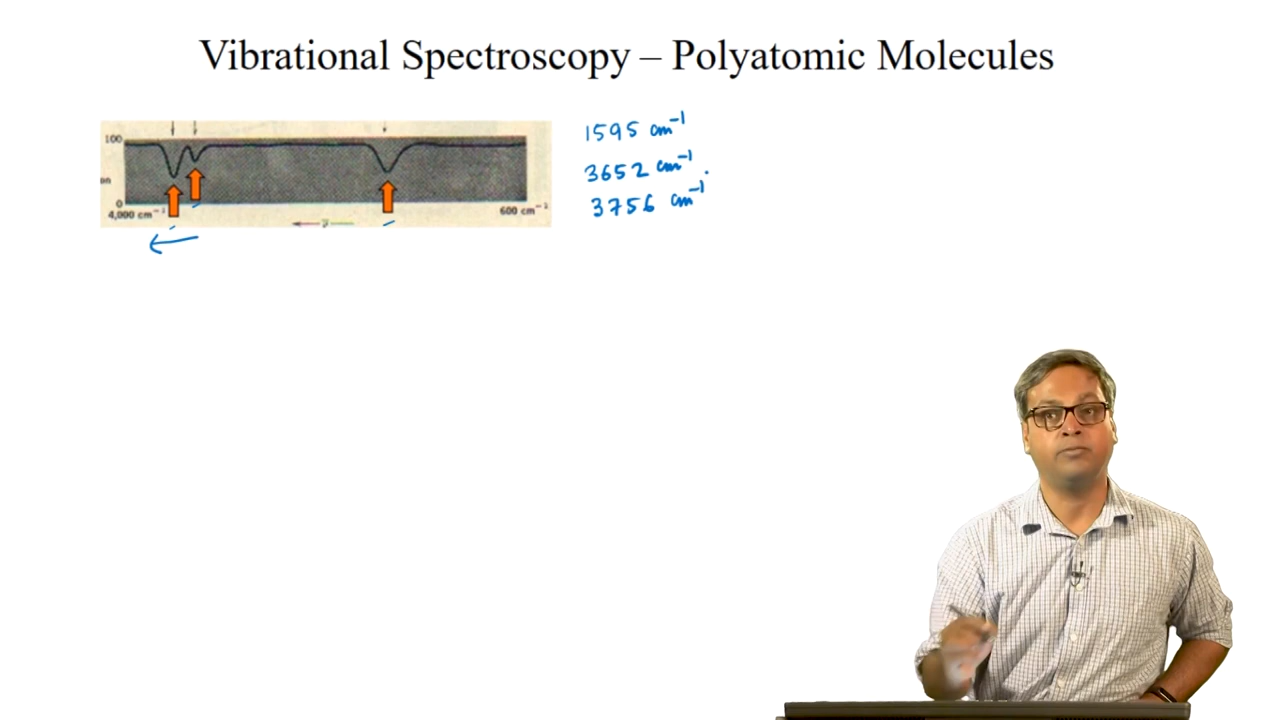 Vibrational Spectroscopy – Polyatomic Molecules
100
on
0
4,000 cm⁻¹
ν̄
600 cm⁻¹
1595 cm⁻¹
3652 cm⁻¹.
3756 cm⁻¹